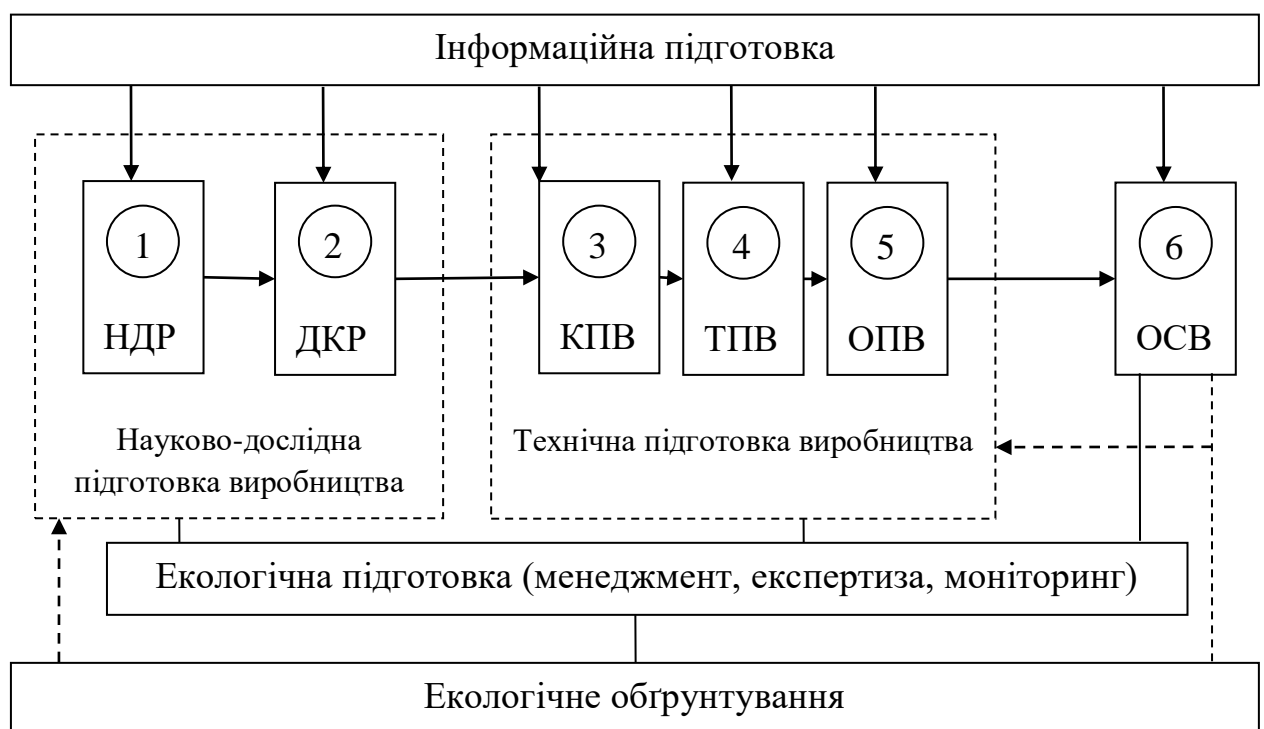 Інформаційна підготовка
1
2
3
4
5
6
НДР
ДКР
КПВ
ТПВ
ОПВ
ОСВ
Науково-дослідна
підготовка виробництва
Технічна підготовка виробництва
Екологічна підготовка (менеджмент, експертиза, моніторинг)
Екологічне обґрунтування